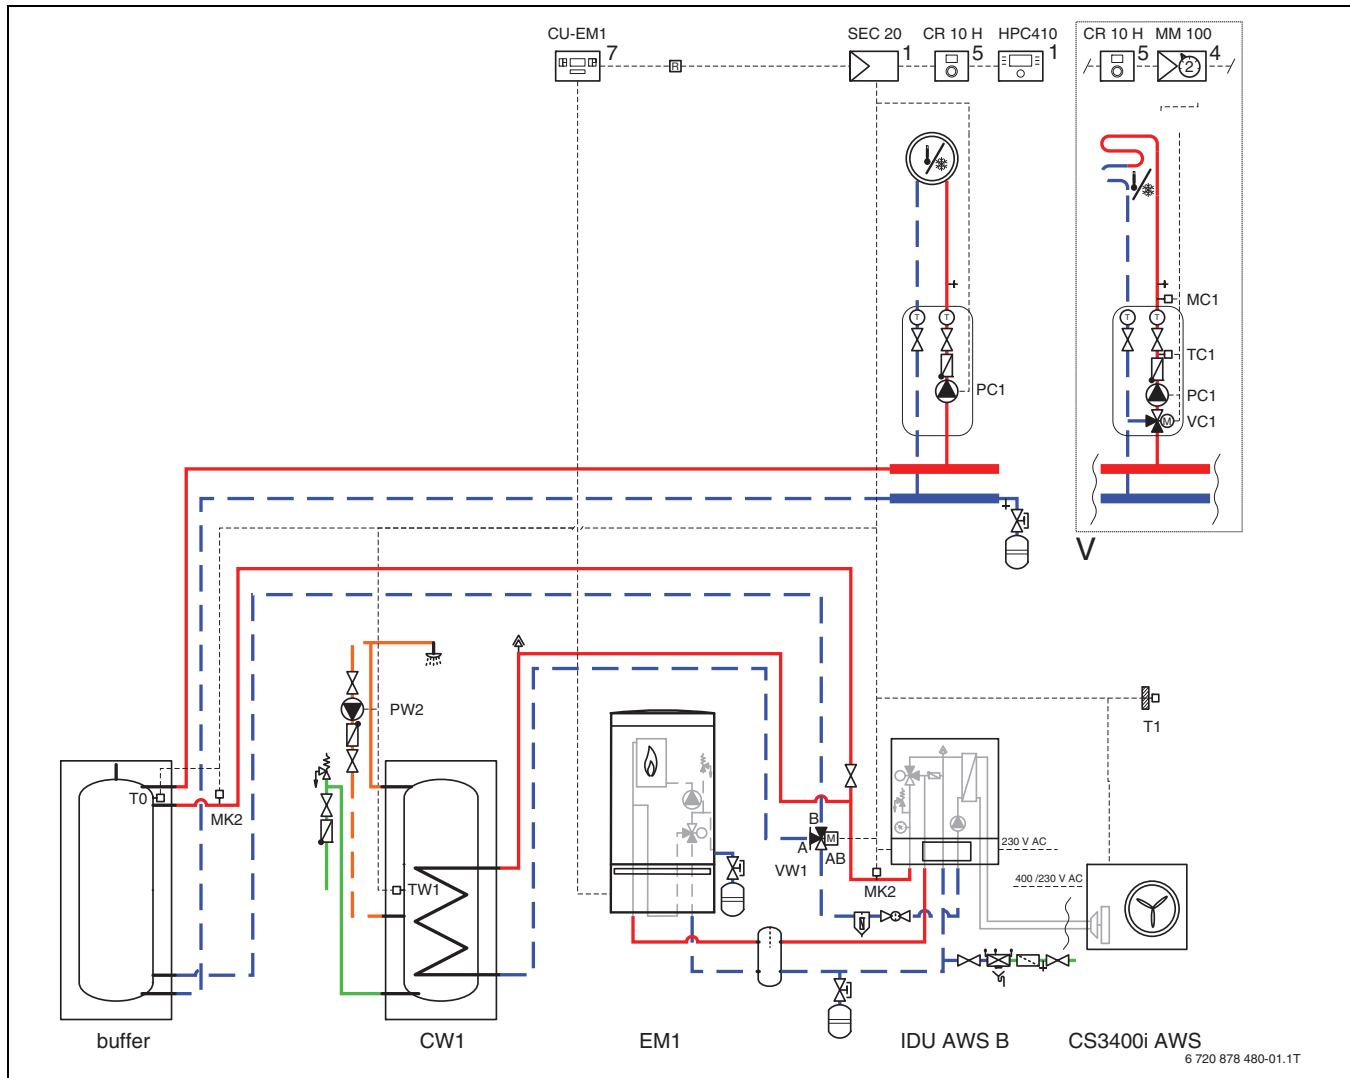 CU-EM1 7
R
SEC 20 1
CR 10 H 5
HPC410 1
CR 10 H 5
MM 100 4
2
MC1
T T
T T
TC1
PC1
PC1
M VC1
V
PW2
T1
T0
MK2
B
A
M
AB
VW1
230 V AC
TW1
MK2
400 /230 V AC
buffer
CW1
EM1
IDU AWS B
CS3400i AWS
6 720 878 480-01.1T